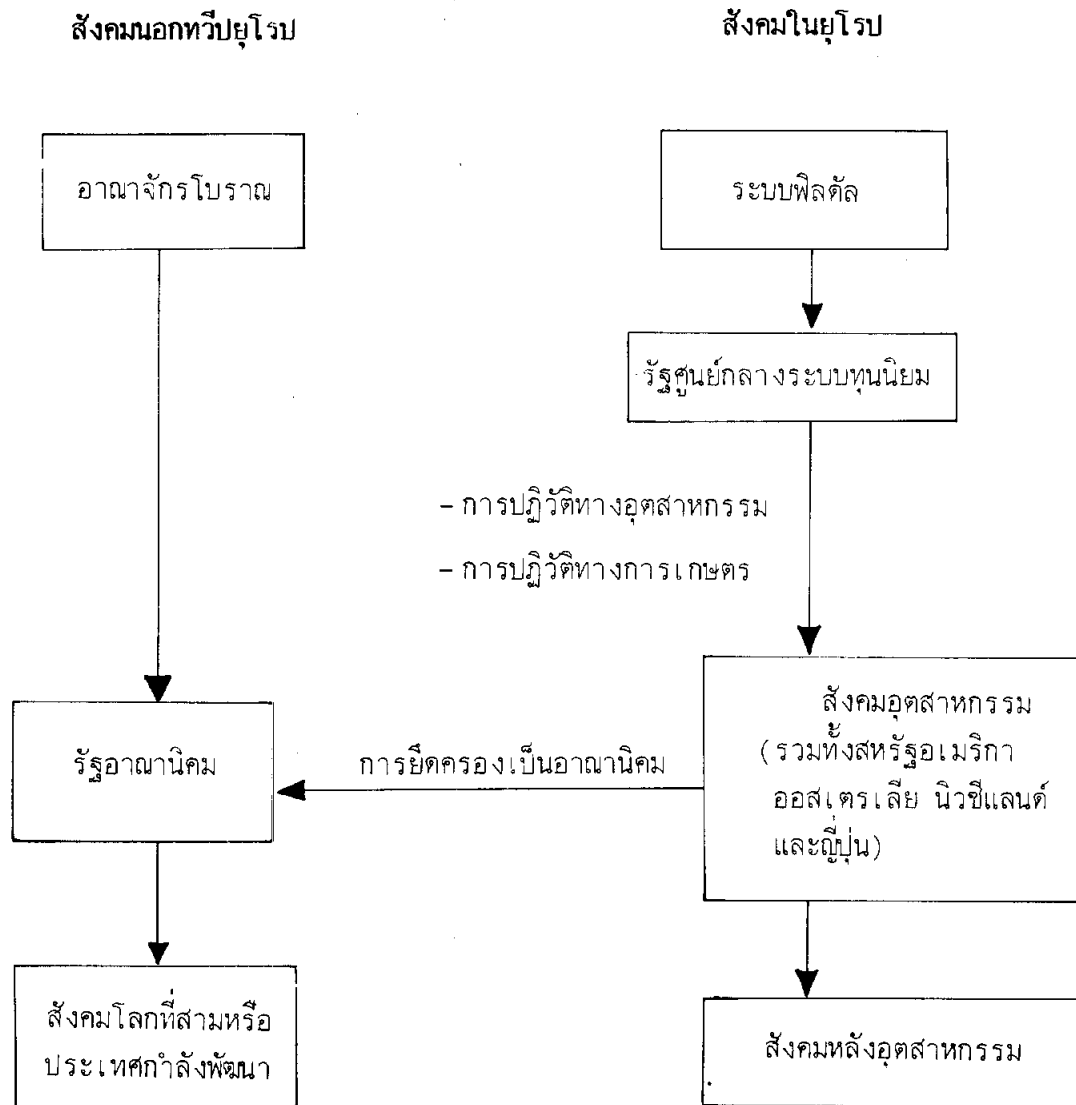 สังคมนอกทวีปยุโรป
สังคมในยุโรป
อาณาจักรโบราณ
ระบบฟิลดัล
รัฐศูนย์กลางระบบทุนนิยม
- การปฏิวัติทางอุตสาหกรรม
- การปฏิวัติทางการเกษตร
รัฐอาณานิคม
การยึดครองเป็นอาณานิคม
สังคมอุตสาหกรรม
(รวมทั้งสหรัฐอเมริกา
ออสเตรเลีย นิวซีแลนด์
และญี่ปุ่น)
สังคมโลกที่สามหรือ
ประเทศกำลังพัฒนา
สังคมหลังอุตสาหกรรม